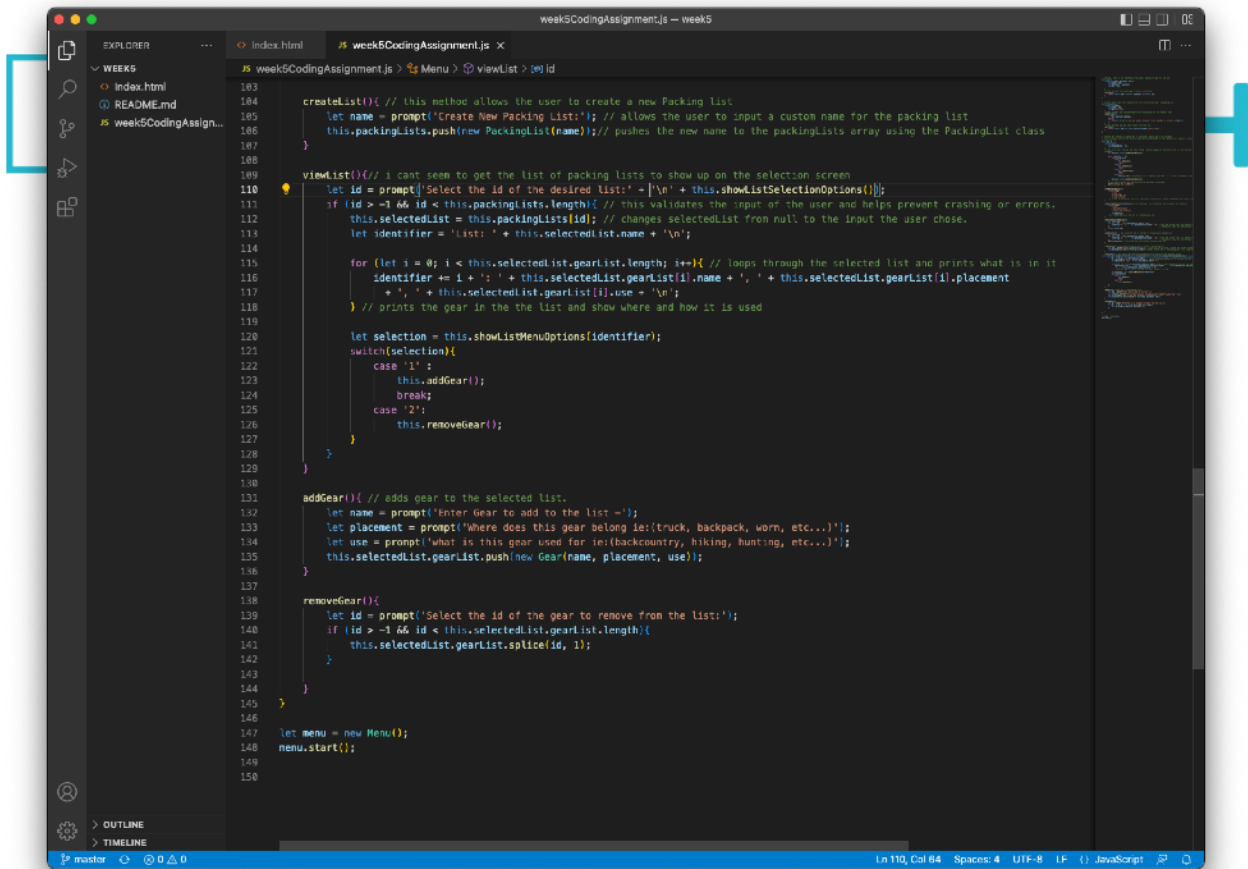 week5CodingAssignment.js — week5
EXPLORER ...
Index.html
JS week5CodingAssignment.js ×
WEEK5
JS week5CodingAssignment.js > Menu > viewList > id
Index.html
README.md
JS week5CodingAssign...
103
104 createList(){ // this method allows the user to create a new Packing list
105 let name = prompt('Create New Packing List:'); // allows the user to input a custom name for the packing list
106 this.packingLists.push(new PackingList(name));// pushes the new name to the packingLists array using the PackingList class
107 }
108
109 viewList(){// i cant seem to get the list of packing lists to show up on the selection screen
110 let id = prompt('Select the id of the desired list:' + '\n' + this.showListSelectionOptions());
111 if (id > -1 && id < this.packingLists.length){ // this validates the input of the user and helps prevent crashing or errors.
112 this.selectedList = this.packingLists[id]; // changes selectedList from null to the input the user chose.
113 let identifier = 'List: ' + this.selectedList.name + '\n';
114
115 for (let i = 0; i < this.selectedList.gearList.length; i++){ // loops through the selected list and prints what is in it
116 identifier += i + ': ' + this.selectedList.gearList[i].name + ', ' + this.selectedList.gearList[i].placement
117 + ', ' + this.selectedList.gearList[i].use + '\n';
118 } // prints the gear in the the list and show where and how it is used
119
120 let selection = this.showListMenuOptions(identifier);
121 switch(selection){
122 case '1' :
123 this.addGear();
124 break;
125 case '2':
126 this.removeGear();
127 }
128 }
129 }
130
131 addGear(){ // adds gear to the selected list.
132 let name = prompt('Enter Gear to add to the list -');
133 let placement = prompt('Where does this gear belong ie:(truck, backpack, worn, etc...)');
134 let use = prompt('what is this gear used for ie:(backcountry, hiking, hunting, etc...)');
135 this.selectedList.gearList.push(new Gear(name, placement, use));
136 }
137
138 removeGear(){
139 let id = prompt('Select the id of the gear to remove from the list:');
140 if (id > -1 && id < this.selectedList.gearList.length){
141 this.selectedList.gearList.splice(id, 1);
142 }
143
144 }
145 }
146
147 let menu = new Menu();
148 menu.start();
149
150
OUTLINE
TIMELINE
master 0 0 Ln 110, Col 64 Spaces: 4 UTF-8 LF {} JavaScript